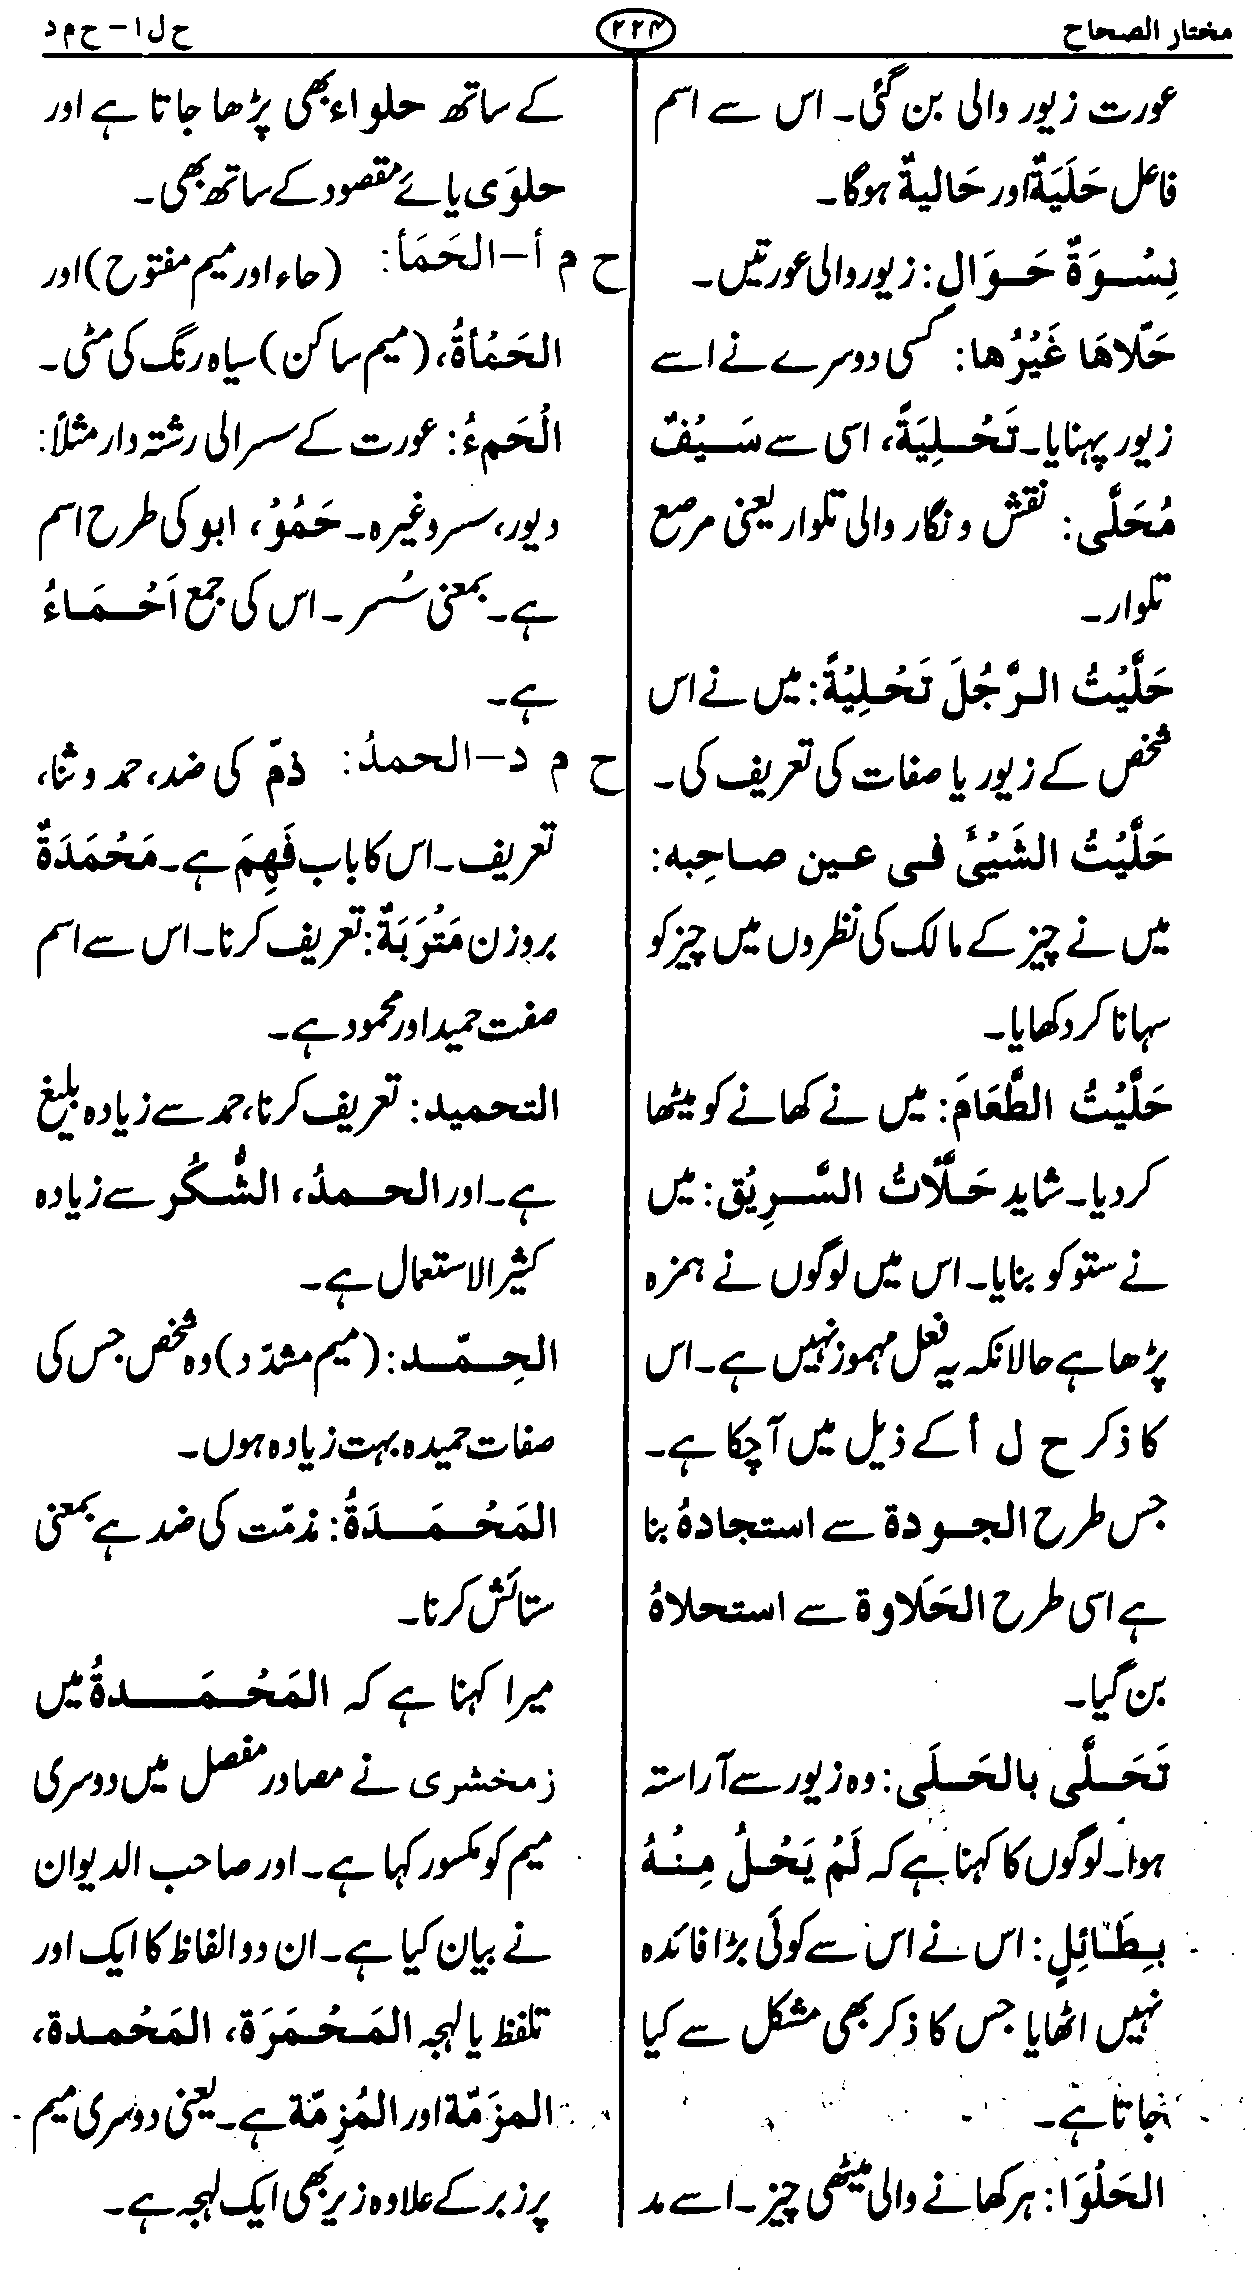 مختار الصحاح
۲۲۴
ح ل ا – ح م د
عورت زیور والی بن گئی۔ اس سے اسم
فاعل حَلَیَةٌ اور حَالیةٌ ہوگا۔
نِسْوَةٌ حَوَالٍ: زیور والی عورتیں۔
حَلّاهَا غَیْرُها: کسی دوسرے نے اسے
زیور پہنایا۔ تَحْلِیَةً، اسی سے سَیْفٌ
مُحَلّٰی: نقش و نگار والی تلوار یعنی مرصع
تلوار۔
حَلَّیْتُ الرَّجُلَ تَحْلِیْةً: میں نے اس
شخص کے زیور یا صفات کی تعریف کی۔
حَلَّیْتُ الشَیْئَ فی عین صاحِبه:
میں نے چیز کے مالک کی نظروں میں چیز کو
سہانا کر دکھایا۔
حَلَّیْتُ الطَّعَامَ: میں نے کھانے کو میٹھا
کر دیا۔ شاید حَلَّاتُ السَّرِیْق: میں
نے ستو کو بنایا۔ اس میں لوگوں نے ہمزہ
پڑھا ہے حالانکہ یہ فعل مہموز نہیں ہے۔ اس
کا ذکر ح ل أ کے ذیل میں آ چکا ہے۔
جس طرح الجودة سے استجادهُ بنا
ہے اسی طرح الحَلاوة سے استحلاهُ
بن گیا۔
تَحَلَّی بالحَلَی: وہ زیور سے آراستہ
ہوا۔ لوگوں کا کہنا ہے کہ لَمْ یَحْلُ مِنْهُ
بِطَائِلٍ: اس نے اس سے کوئی بڑا فائدہ
نہیں اٹھایا جس کا ذکر بھی مشکل سے کیا
جاتا ہے۔
الحَلْوَا: ہر کھانے والی میٹھی چیز۔ اسے مد
کے ساتھ حلواء بھی پڑھا جاتا ہے اور
حلوَی یائے مقصود کے ساتھ بھی۔
ح م أ – الحَمَأ: (حاء اور میم مفتوح) اور
الحَمْأةُ، (میم ساکن) سیاہ رنگ کی مٹی۔
الْحَمءُ: عورت کے سسرالی رشتہ دار مثلاً:
دیور، سسر وغیرہ۔ حَمُوْ، ابو کی طرح اسم
ہے۔ بمعنی سُسر۔ اس کی جمع اَحْمَاءُ
ہے۔
ح م د – الحمدُ: ذمّ کی ضد، حمد و ثنا،
تعریف۔ اس کا باب فَهِمَ ہے۔ مَحْمَدَةٌ
بروزن مَتْرَبَةٌ: تعریف کرنا۔ اس سے اسم
صفت حمید اور محمود ہے۔
التحمید: تعریف کرنا، حمد سے زیادہ بلیغ
ہے۔ اور الحمدُ، الشُکُر سے زیادہ
کثیر الاستعمال ہے۔
الحِمّد: (میم مشدّد) وہ شخص جس کی
صفات حمیدہ بہت زیادہ ہوں۔
المَحْمَدَةُ: مذمّت کی ضد ہے بمعنی
ستائش کرنا۔
میرا کہنا ہے کہ المَحْمَدةُ میں
زمخشری نے مصادر مفصل میں دوسری
میم کو مکسور کہا ہے۔ اور صاحب الدیوان
نے بیان کیا ہے۔ ان دو الفاظ کا ایک اور
تلفظ یا لہجہ المَحْمَرَة، المَحْمدة،
المزَمّة اور المُزِمّة ہے۔ یعنی دوسری میم
پر زبر کے علاوہ زیر بھی ایک لہجہ ہے۔